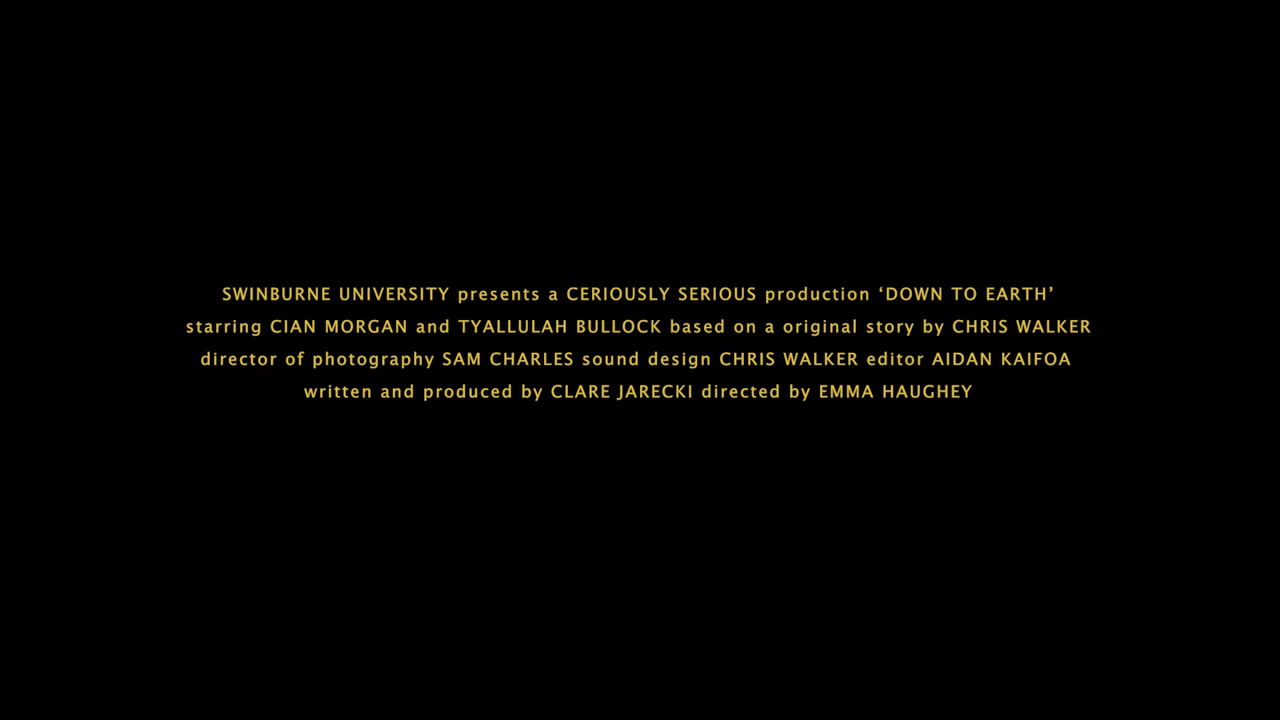 SWINBURNE UNIVERSITY presents a CERIOUSLY SERIOUS production ‘DOWN TO EARTH’
starring CIAN MORGAN and TYALLULAH BULLOCK based on a original story by CHRIS WALKER
director of photography SAM CHARLES sound design CHRIS WALKER editor AIDAN KAIFOA
written and produced by CLARE JARECKI directed by EMMA HAUGHEY